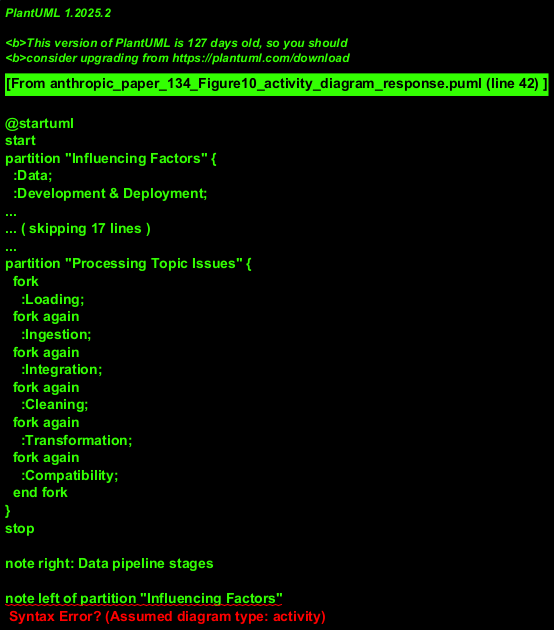 PlantUML 1.2025.2
<b>This version of PlantUML is 127 days old, so you should
<b>consider upgrading from https://plantuml.com/download
[From anthropic_paper_134_Figure10_activity_diagram_response.puml (line 42) ]
@startuml
start
partition "Influencing Factors" {
:Data;
:Development & Deployment;
...
... ( skipping 17 lines )
...
partition "Processing Topic Issues" {
fork
:Loading;
fork again
:Ingestion;
fork again
:Integration;
fork again
:Cleaning;
fork again
:Transformation;
fork again
:Compatibility;
end fork
}
stop
note right: Data pipeline stages
note left of partition "Influencing Factors"
Syntax Error? (Assumed diagram type: activity)